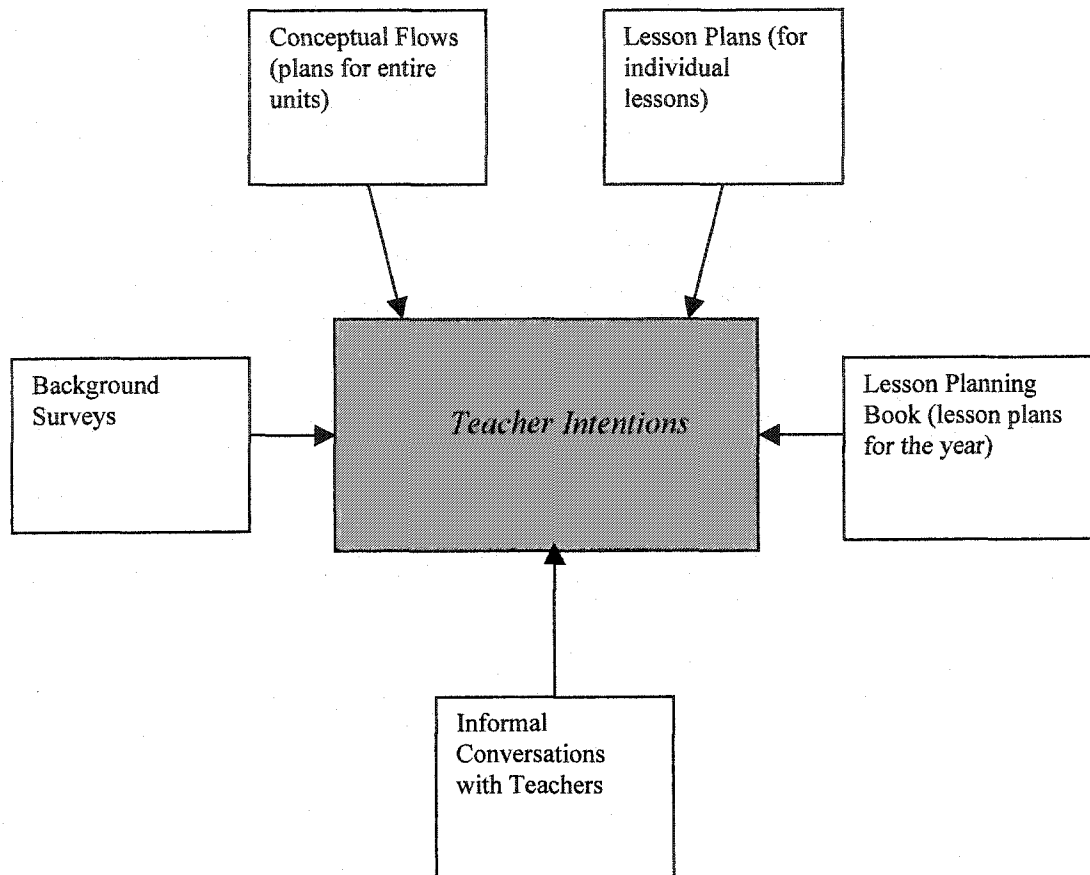 Conceptual Flows
(plans for entire
units)
Lesson Plans (for
individual
lessons)
Background
Surveys
Teacher Intentions
Lesson Planning
Book (lesson plans
for the year)
Informal
Conversations
with Teachers